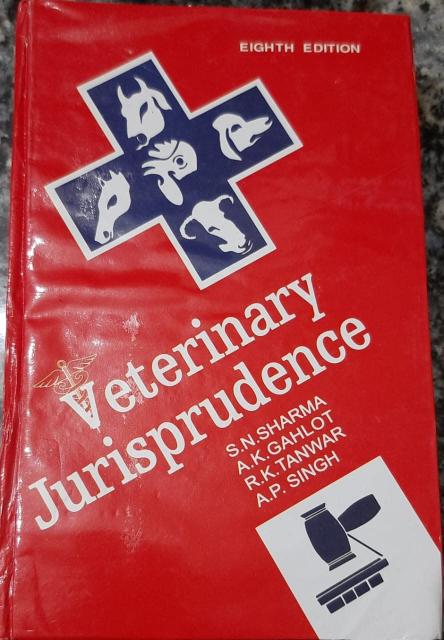 EIGHTH EDITION
Veterinary
Jurisprudence
S.N.SHARMA
A.K.GAHLOT
R.K.TANWAR
A.P. SINGH